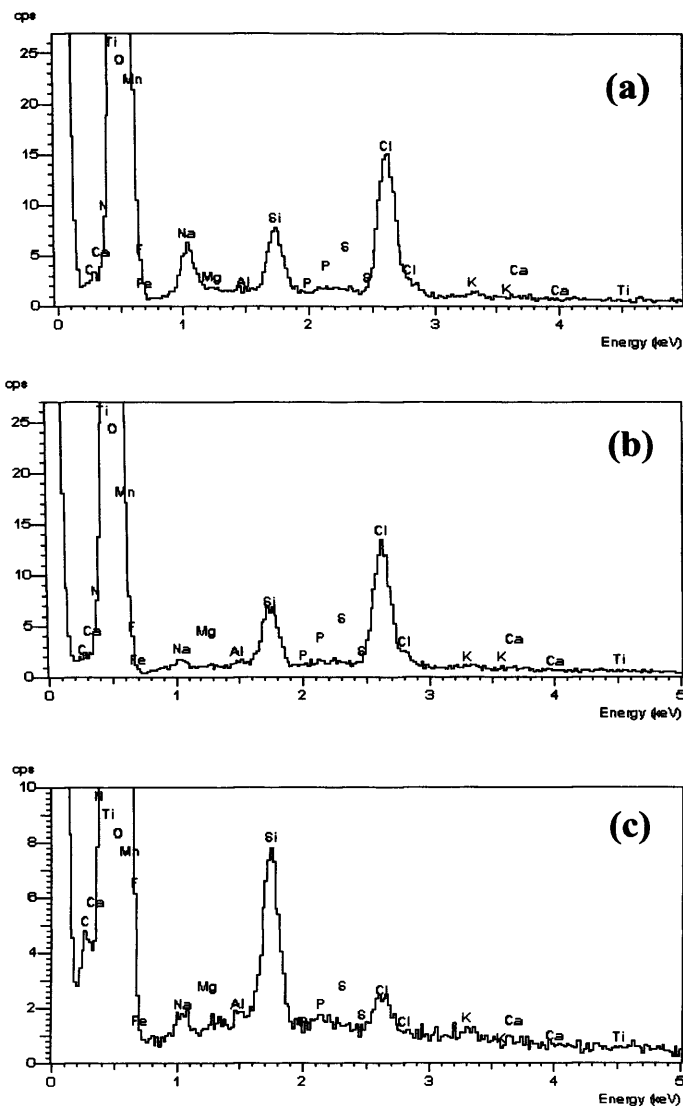 cps
25
20
15
10
5
0
Ti
O
Mn
(a)
Cl
N
Na
Si
F
S
P
Ca
C
Fe
Mg
Al
P
S
Cl
K
K
Ca
Ca
Ti
0 1 2 3 4 5
Energy (keV)
cps
25
20
15
10
5
0
Ti
O
Mn
(b)
Cl
N
Si
F
S
P
Ca
C
Fe
Na
Mg
Al
P
S
Cl
K
K
Ca
Ca
Ti
0 1 2 3 4 5
Energy (keV)
cps
10
8
6
4
2
0
N
Ti
O
Mn
F
(c)
Si
Ca
C
Mg
S
Cl
Fe
Na
Al
P
P
S
Cl
K
K
Ca
Ca
Ti
0 1 2 3 4 5
Energy (keV)